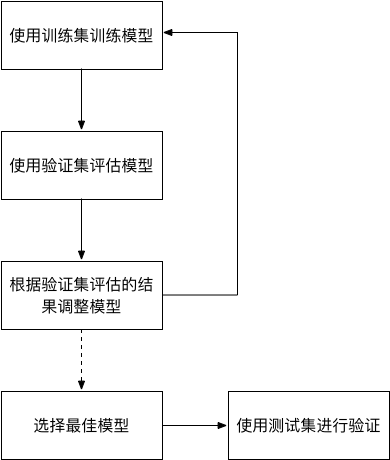 使用训练集训练模型
使用验证集评估模型
根据验证集评估的结
果调整模型
选择最佳模型
使用测试集进行验证